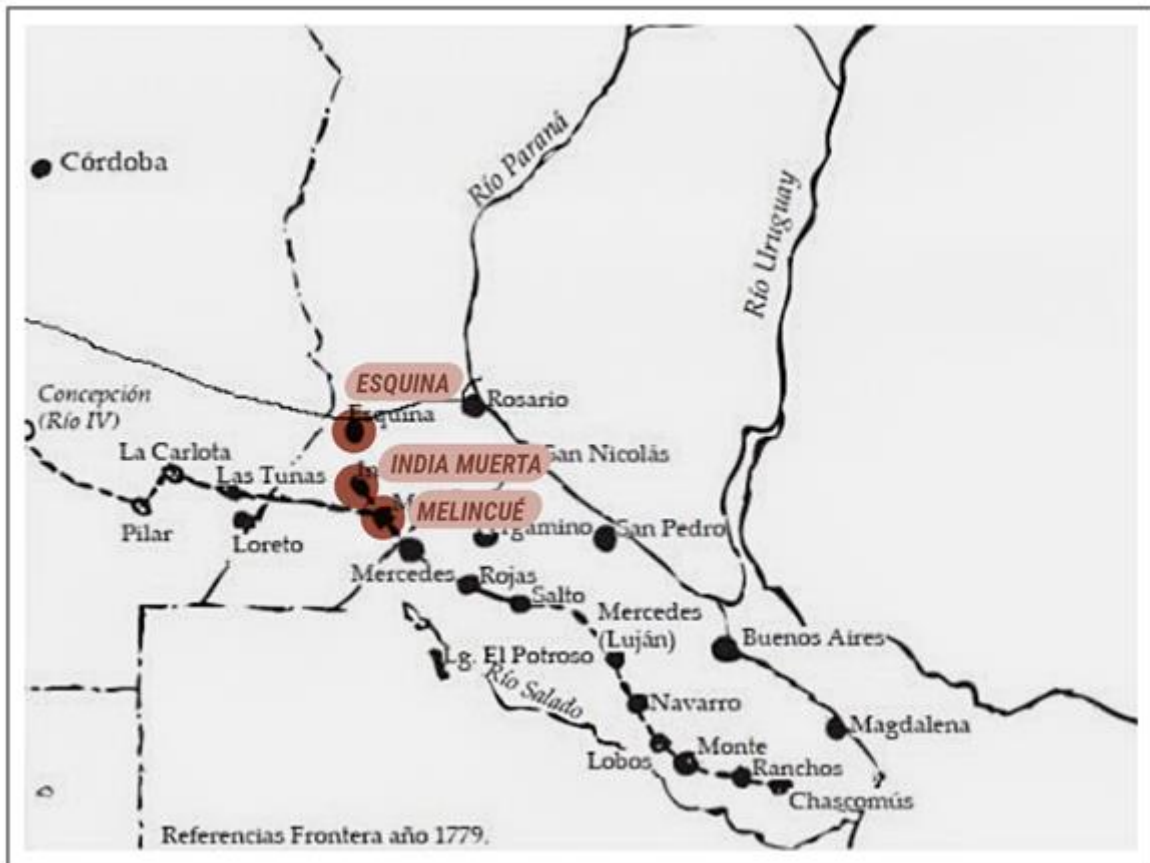 Córdoba
Río Paraná
Río Uruguay
ESQUINA
Concepción
(Río IV)
Rosario
Esquina
La Carlota
INDIA MUERTA
San Nicolás
Las Tunas
MELINCUÉ
Pilar
Loreto
Pergamino
San Pedro
Mercedes
Rojas
Salto
Mercedes
(Luján)
Buenos Aires
Lg. El Potroso
Río Salado
Navarro
Magdalena
Lobos
Monte
Ranchos
Chascomús
Referencias Frontera año 1779.